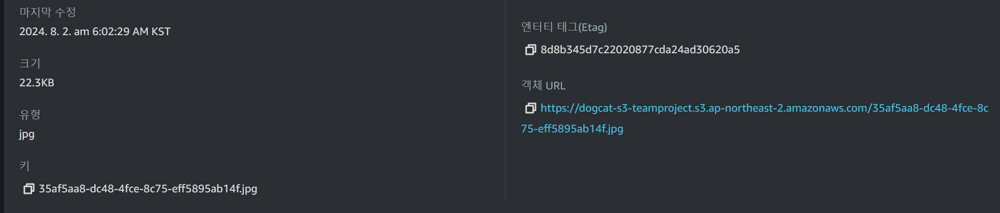 마지막 수정
2024. 8. 2. am 6:02:29 AM KST
크기
22.3KB
유형
jpg
키
35af5aa8-dc48-4fce-8c75-eff5895ab14f.jpg
엔터티 태그(Etag)
8d8b345d7c22020877cda24ad30620a5
객체 URL
https://dogcat-s3-teamproject.s3.ap-northeast-2.amazonaws.com/35af5aa8-dc48-4fce-8c
75-eff5895ab14f.jpg